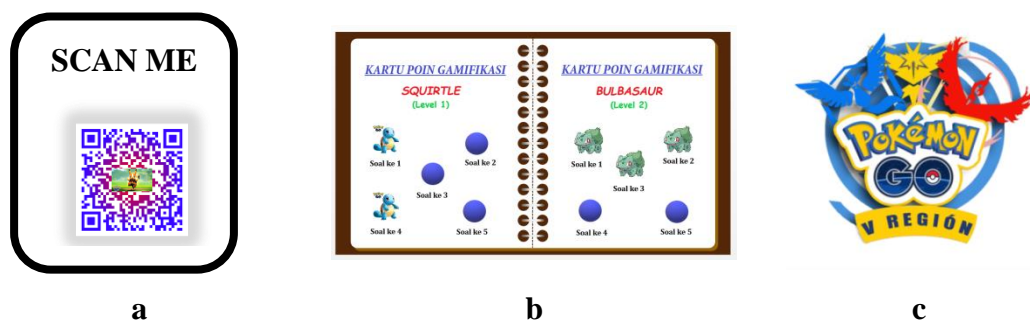 SCAN ME
KARTU POIN GAMIFIKASI
SQUIRTLE
(Level 1)
Soal ke 1
Soal ke 2
Soal ke 3
Soal ke 4
Soal ke 5
KARTU POIN GAMIFIKASI
BULBASAUR
(Level 2)
Soal ke 1
Soal ke 2
Soal ke 3
Soal ke 4
Soal ke 5
POKÉMON
GO
V REGIÓN
a
b
c